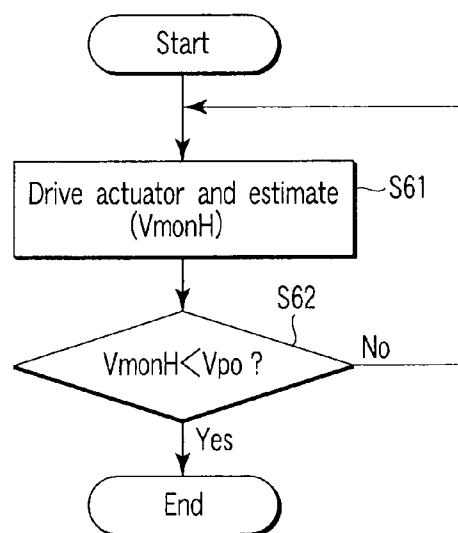 Start
Drive actuator and estimate
(VmonH)
S61
S62
VmonH<Vpo ?
No
Yes
End